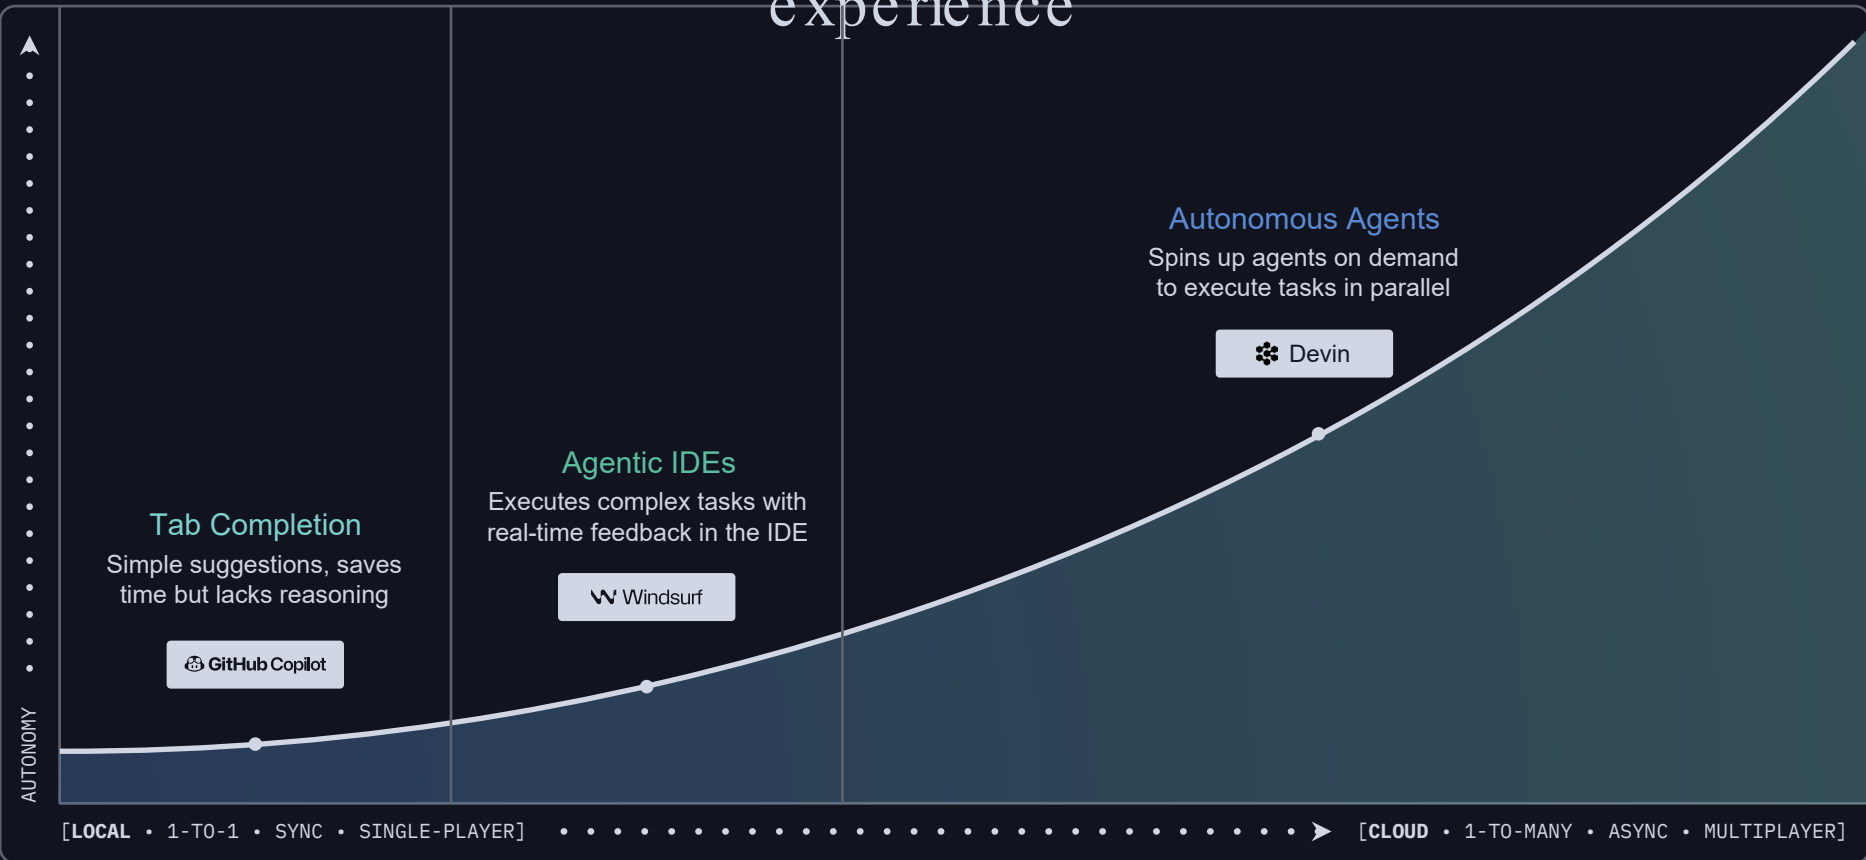 experience
Autonomous Agents
Spins up agents on demand
to execute tasks in parallel
Devin
Agentic IDEs
Executes complex tasks with
real-time feedback in the IDE
Windsurf
Tab Completion
Simple suggestions, saves
time but lacks reasoning
GitHub Copilot
AUTONOMY
[LOCAL • 1-TO-1 • SYNC • SINGLE-PLAYER]
[CLOUD • 1-TO-MANY • ASYNC • MULTIPLAYER]